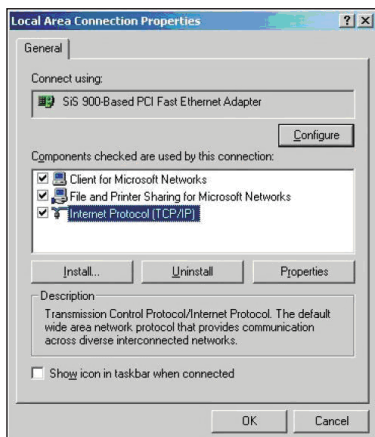 Local Area Connection Properties
General
Connect using:
SiS 900-Based PCI Fast Ethernet Adapter
Configure
Components checked are used by this connection:
Client for Microsoft Networks
File and Printer Sharing for Microsoft Networks
Internet Protocol (TCP/IP)
Install... Uninstall Properties
Description
Transmission Control Protocol/Internet Protocol. The default
wide area network protocol that provides communication
across diverse interconnected networks.
Show icon in taskbar when connected
OK Cancel